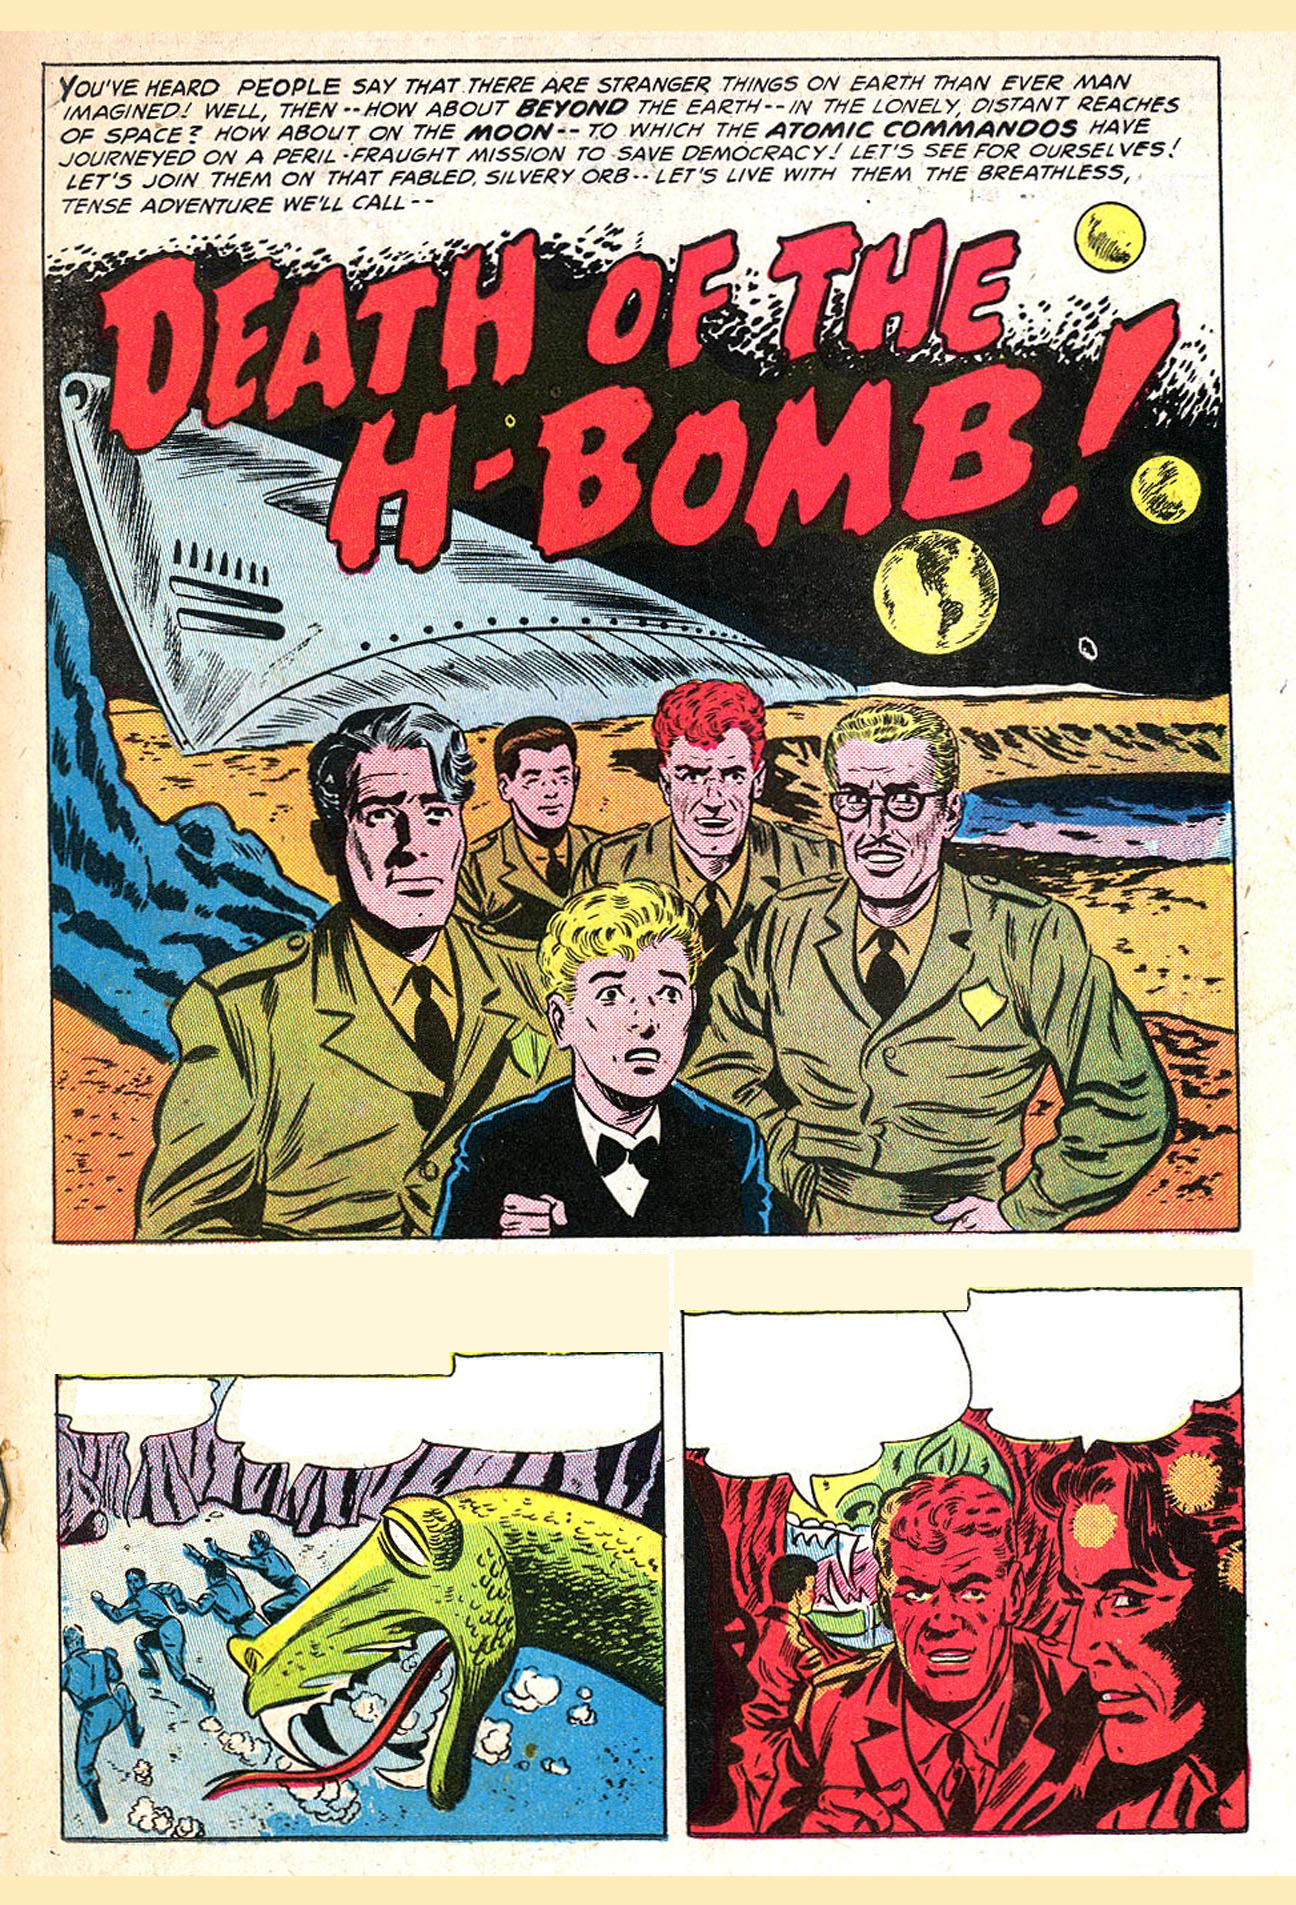 YOU'VE HEARD PEOPLE SAY THAT THERE ARE STRANGER THINGS ON EARTH THAN EVER MAN
IMAGINED! WELL, THEN -- HOW ABOUT BEYOND THE EARTH -- IN THE LONELY, DISTANT REACHES
OF SPACE? HOW ABOUT ON THE MOON -- TO WHICH THE ATOMIC COMMANDOS HAVE
JOURNEYED ON A PERIL-FRAUGHT MISSION TO SAVE DEMOCRACY! LET'S SEE FOR OURSELVES!
LET'S JOIN THEM ON THAT FABLED, SILVERY ORB -- LET'S LIVE WITH THEM THE BREATHLESS,
TENSE ADVENTURE WE'LL CALL --
DEATH OF THE
H-BOMB!